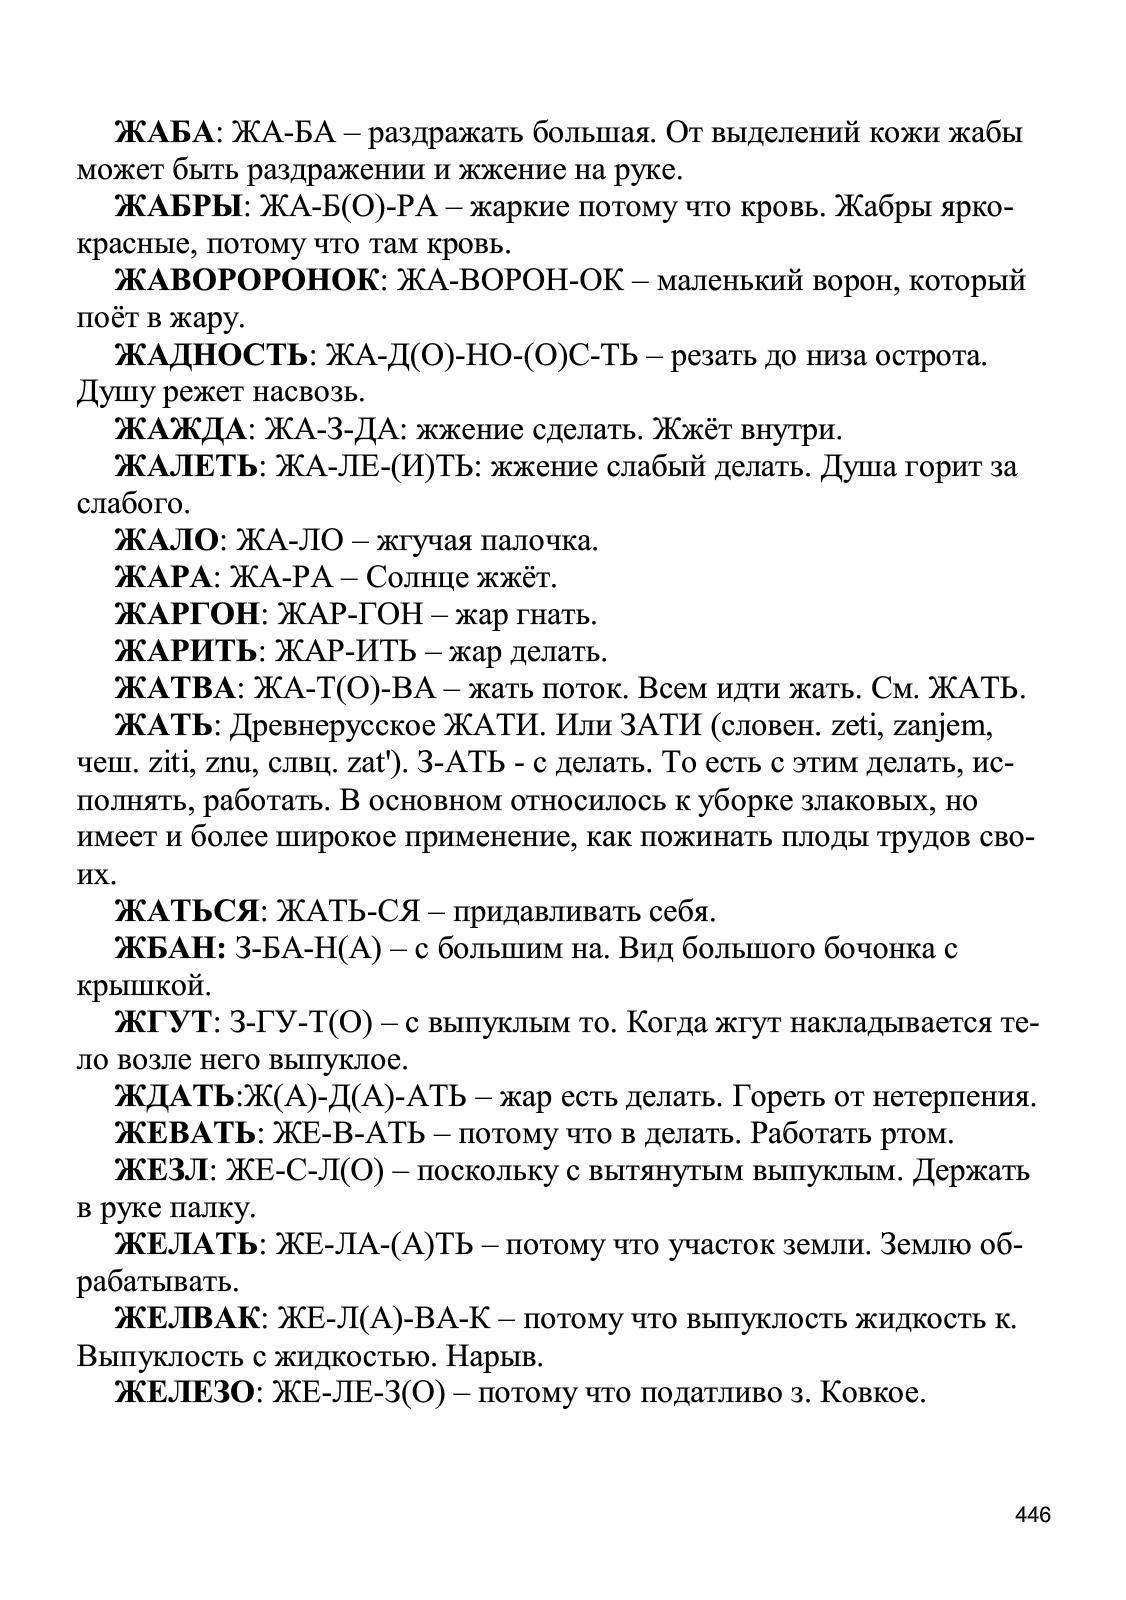 ЖАБА: ЖА-БА – раздражать большая. От выделений кожи жабы
может быть раздражении и жжение на руке.
ЖАБРЫ: ЖА-Б(О)-РА – жаркие потому что кровь. Жабры ярко-
красные, потому что там кровь.
ЖАВОРОРОНОК: ЖА-ВОРОН-ОК – маленький ворон, который
поёт в жару.
ЖАДНОСТЬ: ЖА-Д(О)-НО-(О)С-ТЬ – резать до низа острота.
Душу режет насвозь.
ЖАЖДА: ЖА-З-ДА: жжение сделать. Жжёт внутри.
ЖАЛЕТЬ: ЖА-ЛЕ-(И)ТЬ: жжение слабый делать. Душа горит за
слабого.
ЖАЛО: ЖА-ЛО – жгучая палочка.
ЖАРА: ЖА-РА – Солнце жжёт.
ЖАРГОН: ЖАР-ГОН – жар гнать.
ЖАРИТЬ: ЖАР-ИТЬ – жар делать.
ЖАТВА: ЖА-Т(О)-ВА – жать поток. Всем идти жать. См. ЖАТЬ.
ЖАТЬ: Древнерусское ЖАТИ. Или ЗАТИ (словен. zeti, zanjem,
чеш. ziti, znu, слвц. zat'). З-АТЬ - с делать. То есть с этим делать, ис-
полнять, работать. В основном относилось к уборке злаковых, но
имеет и более широкое применение, как пожинать плоды трудов сво-
их.
ЖАТЬСЯ: ЖАТЬ-СЯ – придавливать себя.
ЖБАН: З-БА-Н(А) – с большим на. Вид большого бочонка с
крышкой.
ЖГУТ: З-ГУ-Т(О) – с выпуклым то. Когда жгут накладывается те-
ло возле него выпуклое.
ЖДАТЬ:Ж(А)-Д(А)-АТЬ – жар есть делать. Гореть от нетерпения.
ЖЕВАТЬ: ЖЕ-В-АТЬ – потому что в делать. Работать ртом.
ЖЕЗЛ: ЖЕ-С-Л(О) – поскольку с вытянутым выпуклым. Держать
в руке палку.
ЖЕЛАТЬ: ЖЕ-ЛА-(А)ТЬ – потому что участок земли. Землю об-
рабатывать.
ЖЕЛВАК: ЖЕ-Л(А)-ВА-К – потому что выпуклость жидкость к.
Выпуклость с жидкостью. Нарыв.
ЖЕЛЕЗО: ЖЕ-ЛЕ-З(О) – потому что податливо з. Ковкое.
446